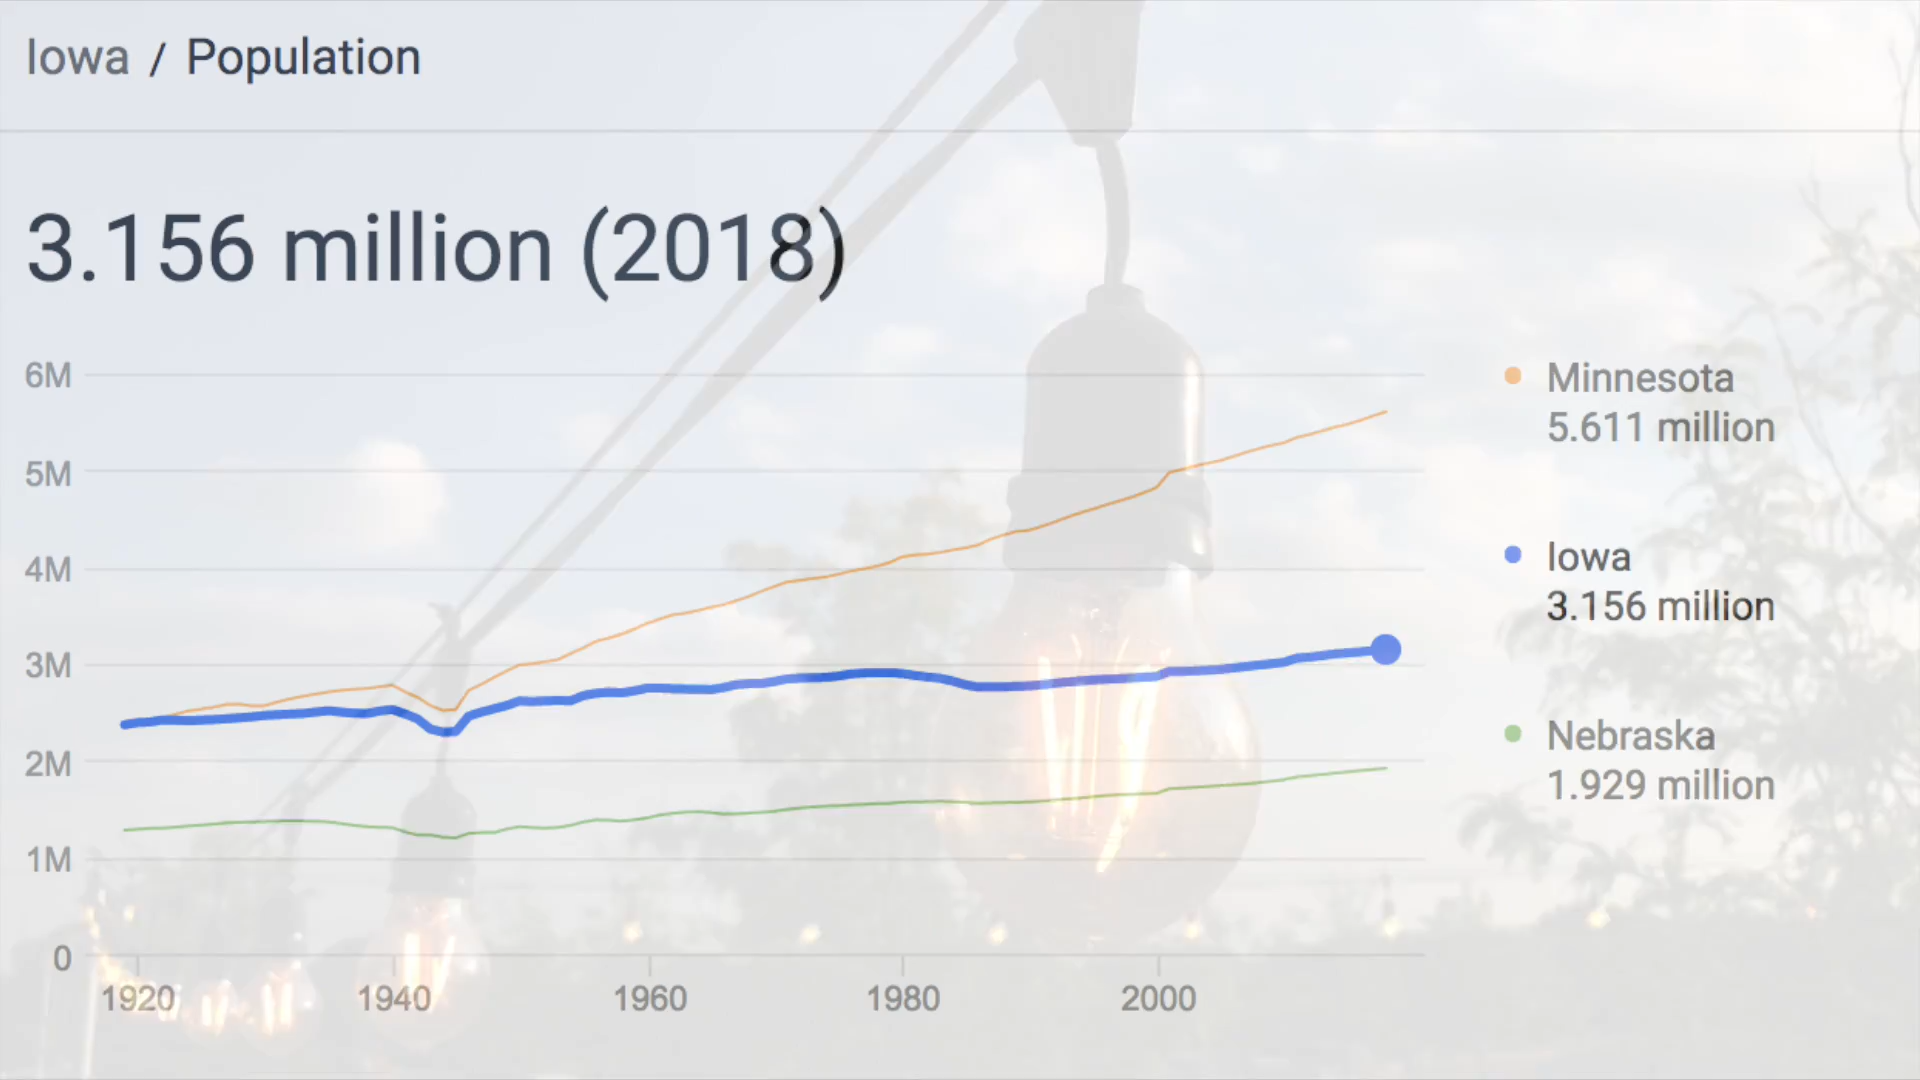 Iowa / Population
3.156 million (2018)
6M
5M
4M
3M
2M
1M
0
1920 1940 1960 1980 2000
Minnesota
5.611 million
Iowa
3.156 million
Nebraska
1.929 million